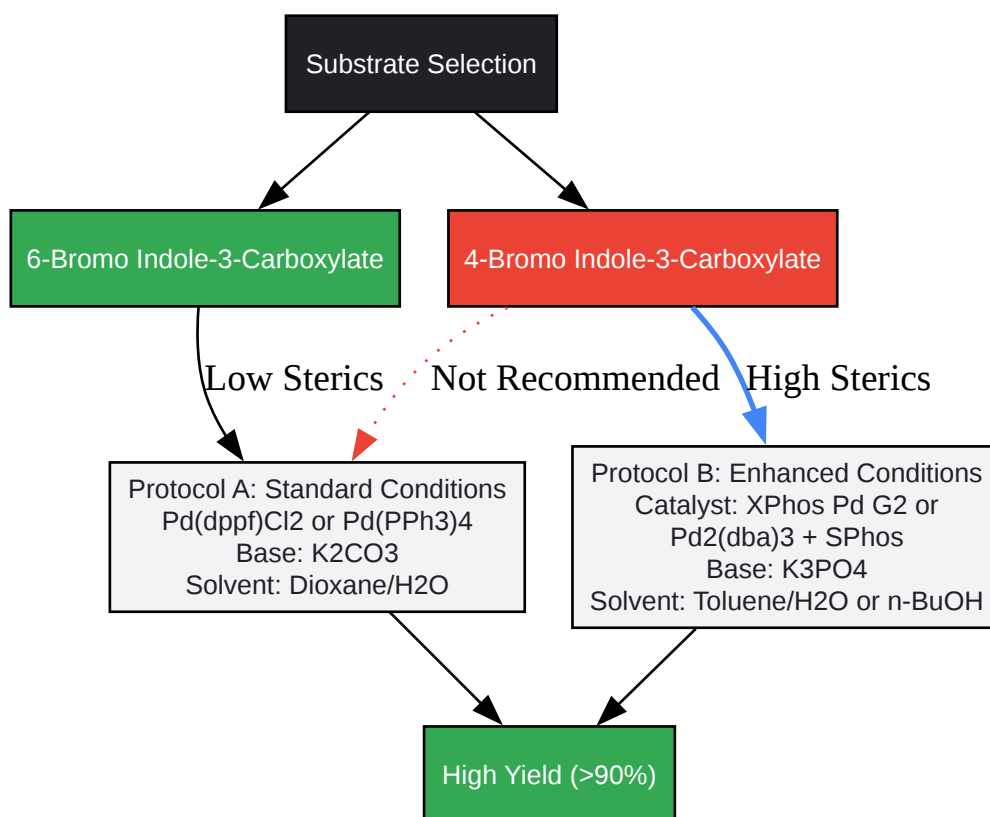 Substrate Selection
6-Bromo Indole-3-Carboxylate
4-Bromo Indole-3-Carboxylate
Low Sterics
Not Recommended
High Sterics
Protocol A: Standard Conditions
Pd(dppf)Cl2 or Pd(PPh3)4
Base: K2CO3
Solvent: Dioxane/H2O
Protocol B: Enhanced Conditions
Catalyst: XPhos Pd G2 or
Pd2(dba)3 + SPhos
Base: K3PO4
Solvent: Toluene/H2O or n-BuOH
High Yield (>90%)